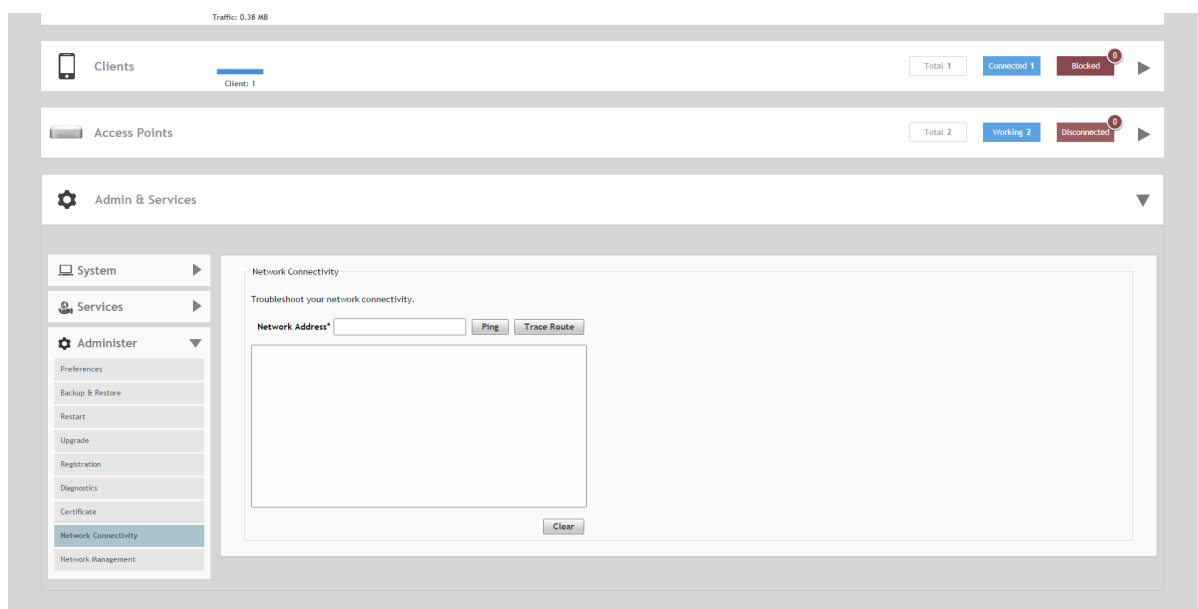 Traffic: 0.38 MB
Clients
Client: 1
Total 1
Connected 1
Blocked
0
Access Points
Total 2
Working 2
Disconnected
0
Admin & Services
System
Services
Administer
Preferences
Backup & Restore
Restart
Upgrade
Registration
Diagnostics
Certificate
Network Connectivity
Network Management
Network Connectivity
Troubleshoot your network connectivity.
Network Address*
Ping
Trace Route
Clear